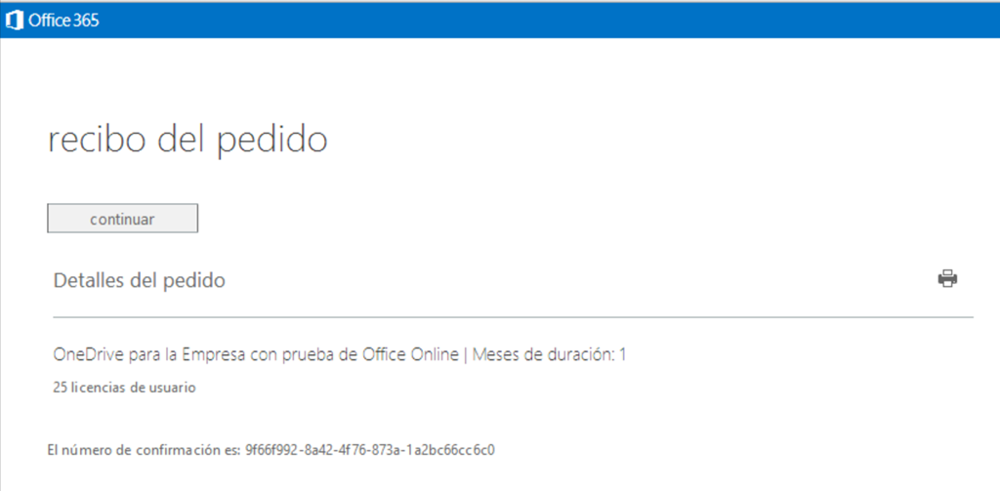 Office 365
recibo del pedido
continuar
Detalles del pedido
OneDrive para la Empresa con prueba de Office Online | Meses de duración: 1
25 licencias de usuario
El número de confirmación es: 9f66f992-8a42-4f76-873a-1a2bc66cc6c0